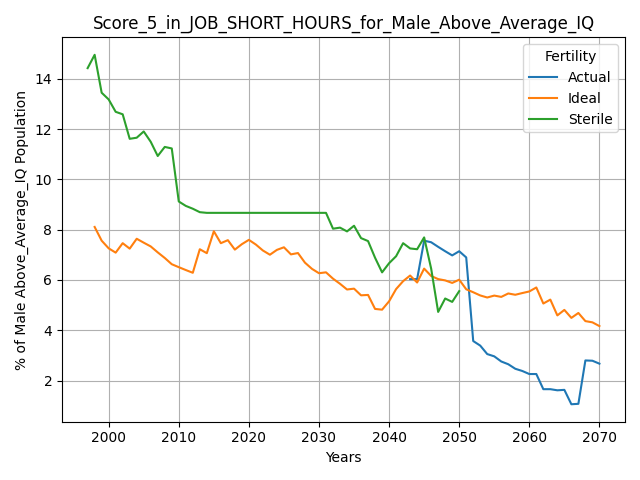 Score_5_in_JOB_SHORT_HOURS_for_Male_Above_Average_IQ
% of Male Above_Average_IQ Population
14
12
10
8
6
4
2
Fertility
Actual
Ideal
Sterile
2000 2010 2020 2030 2040 2050 2060 2070
Years